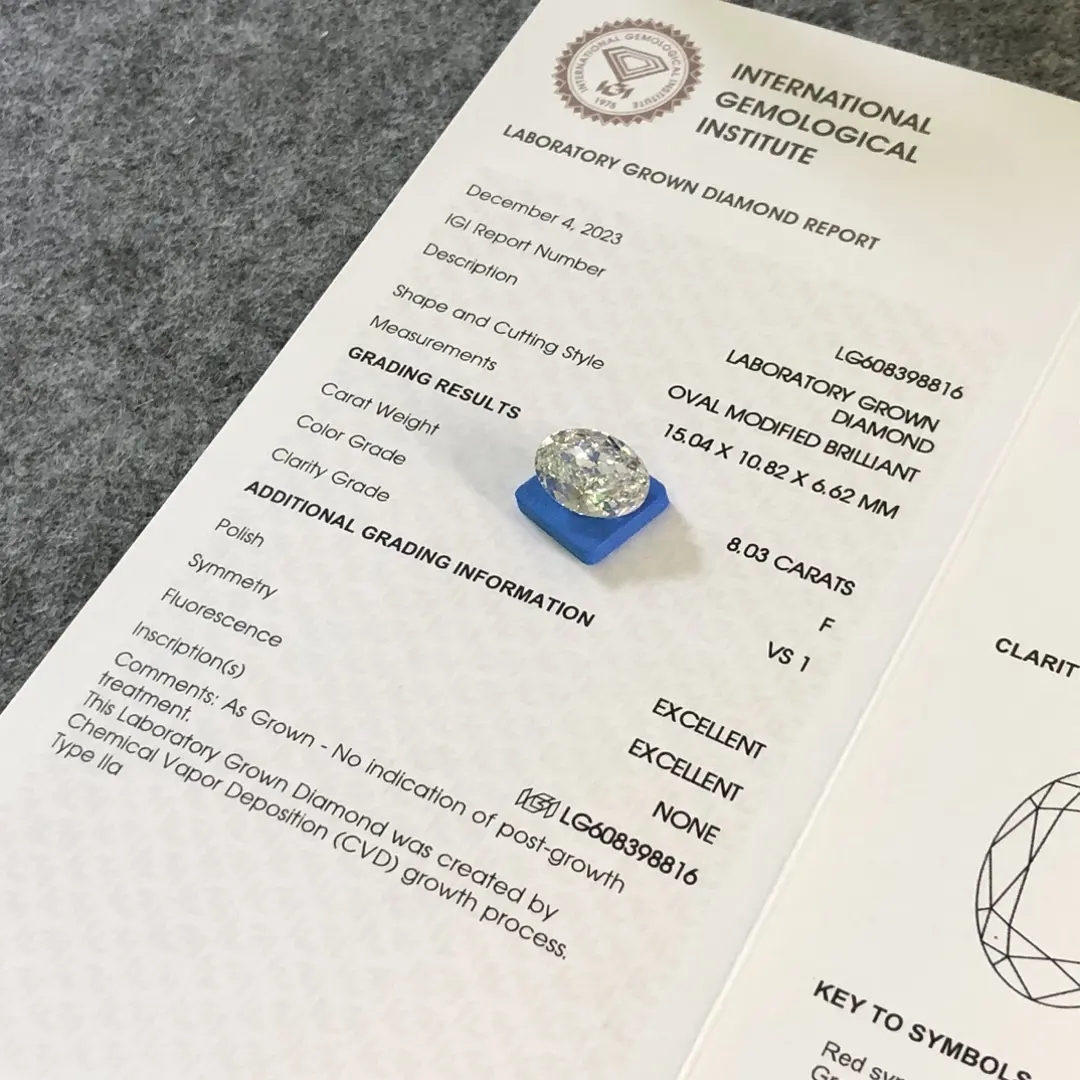 INTERNATIONAL GEMOLOGICAL INSTITUTE
IGI
1975
INTERNATIONAL
GEMOLOGICAL
INSTITUTE
LABORATORY GROWN DIAMOND REPORT
December 4, 2023
IGI Report Number LG608398816
Description LABORATORY GROWN
DIAMOND
Shape and Cutting Style OVAL MODIFIED BRILLIANT
Measurements 15.04 X 10.82 X 6.62 MM
GRADING RESULTS
Carat Weight 8.03 CARATS
Color Grade F
Clarity Grade VS 1
ADDITIONAL GRADING INFORMATION
Polish EXCELLENT
Symmetry EXCELLENT
Fluorescence NONE
Inscription(s) IGI LG608398816
Comments: As Grown - No indication of post-growth
treatment.
This Laboratory Grown Diamond was created by
Chemical Vapor Deposition (CVD) growth process.
Type IIa
CLARIT
KEY TO SYMBOLS
Red